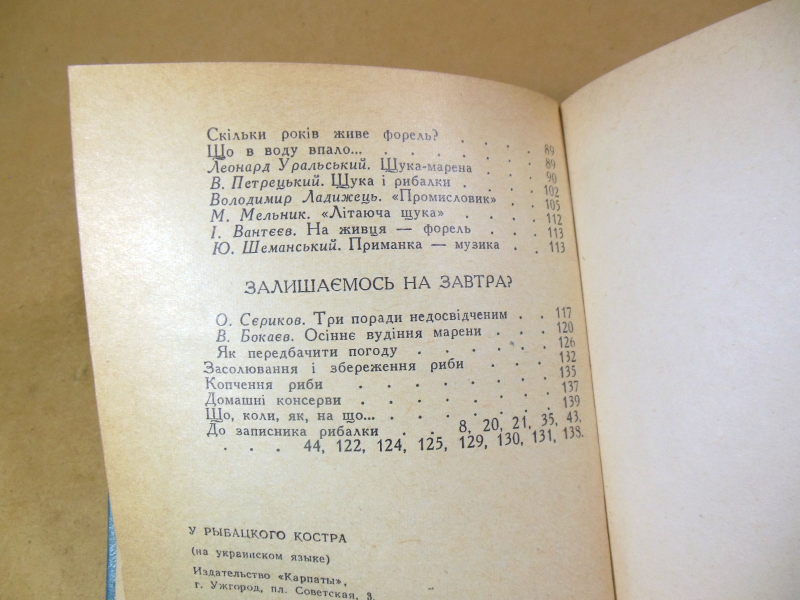 Скільки років живе форель? . . . . 89
Що в воду впало... . . . . . . 89
Леонард Уральський. Щука-марена . . . 90
В. Петрецький. Щука і рибалки . . . . 102
Володимир Ладижець. «Промисловик» . . 105
М. Мельник. «Літаюча щука» . . . . 112
І. Вантєєв. На живця — форель . . . 113
Ю. Шеманський. Приманка — музика . . 113
ЗАЛИШАЄМОСЬ НА ЗАВТРА?
О. Сєриков. Три поради недосвідченим . . 117
В. Бокаєв. Осіннє вудіння марени . . . 120
Як передбачити погоду . . . . . . 126
Засолювання і збереження риби . . . . 132
Копчення риби . . . . . . . 135
Домашні консерви . . . . . . . 137
Що, коли, як, на що... . . . . . . 139
До записника рибалки . . 8, 20, 21, 35, 43,
. . . 44, 122, 124, 125, 129, 130, 131, 138.
У РЫБАЦКОГО КОСТРА
(на украинском языке)
Издательство «Карпаты»,
г. Ужгород, пл. Советская, 3.